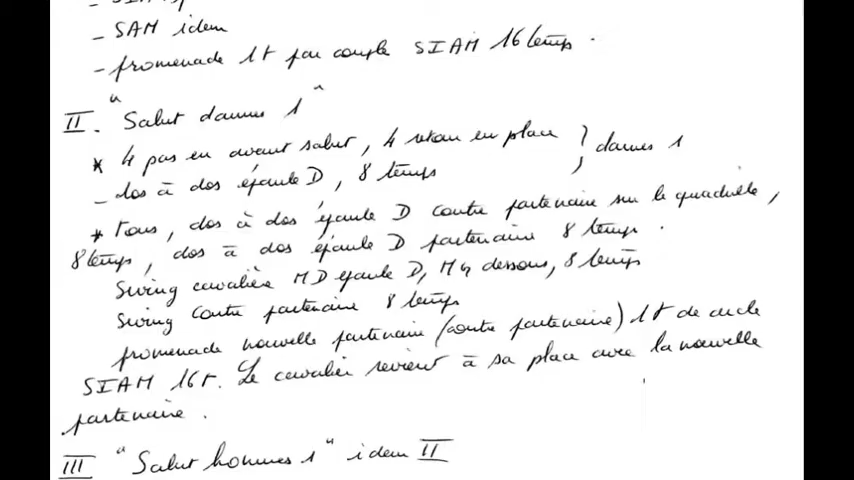 - SAM idem
- promenade 1t par couple SIAM 16 temps.
II. "Salut dames 1"
* 4 pas en avant salut, 4 retour en place } dames 1
- dos à dos épaule D, 8 temps
* Tous, dos à dos épaule D contre partenaire sur le quadrille,
8 temps, dos à dos épaule D partenaire 8 temps.
Swing cavalière MD épaule D, MG dessous, 8 temps
Swing contre partenaire 8 temps
promenade nouvelle partenaire (contre partenaire) 1t de cercle
SIAM 16t. Le cavalier revient à sa place avec la nouvelle
partenaire.
III "Salut hommes 1" idem II